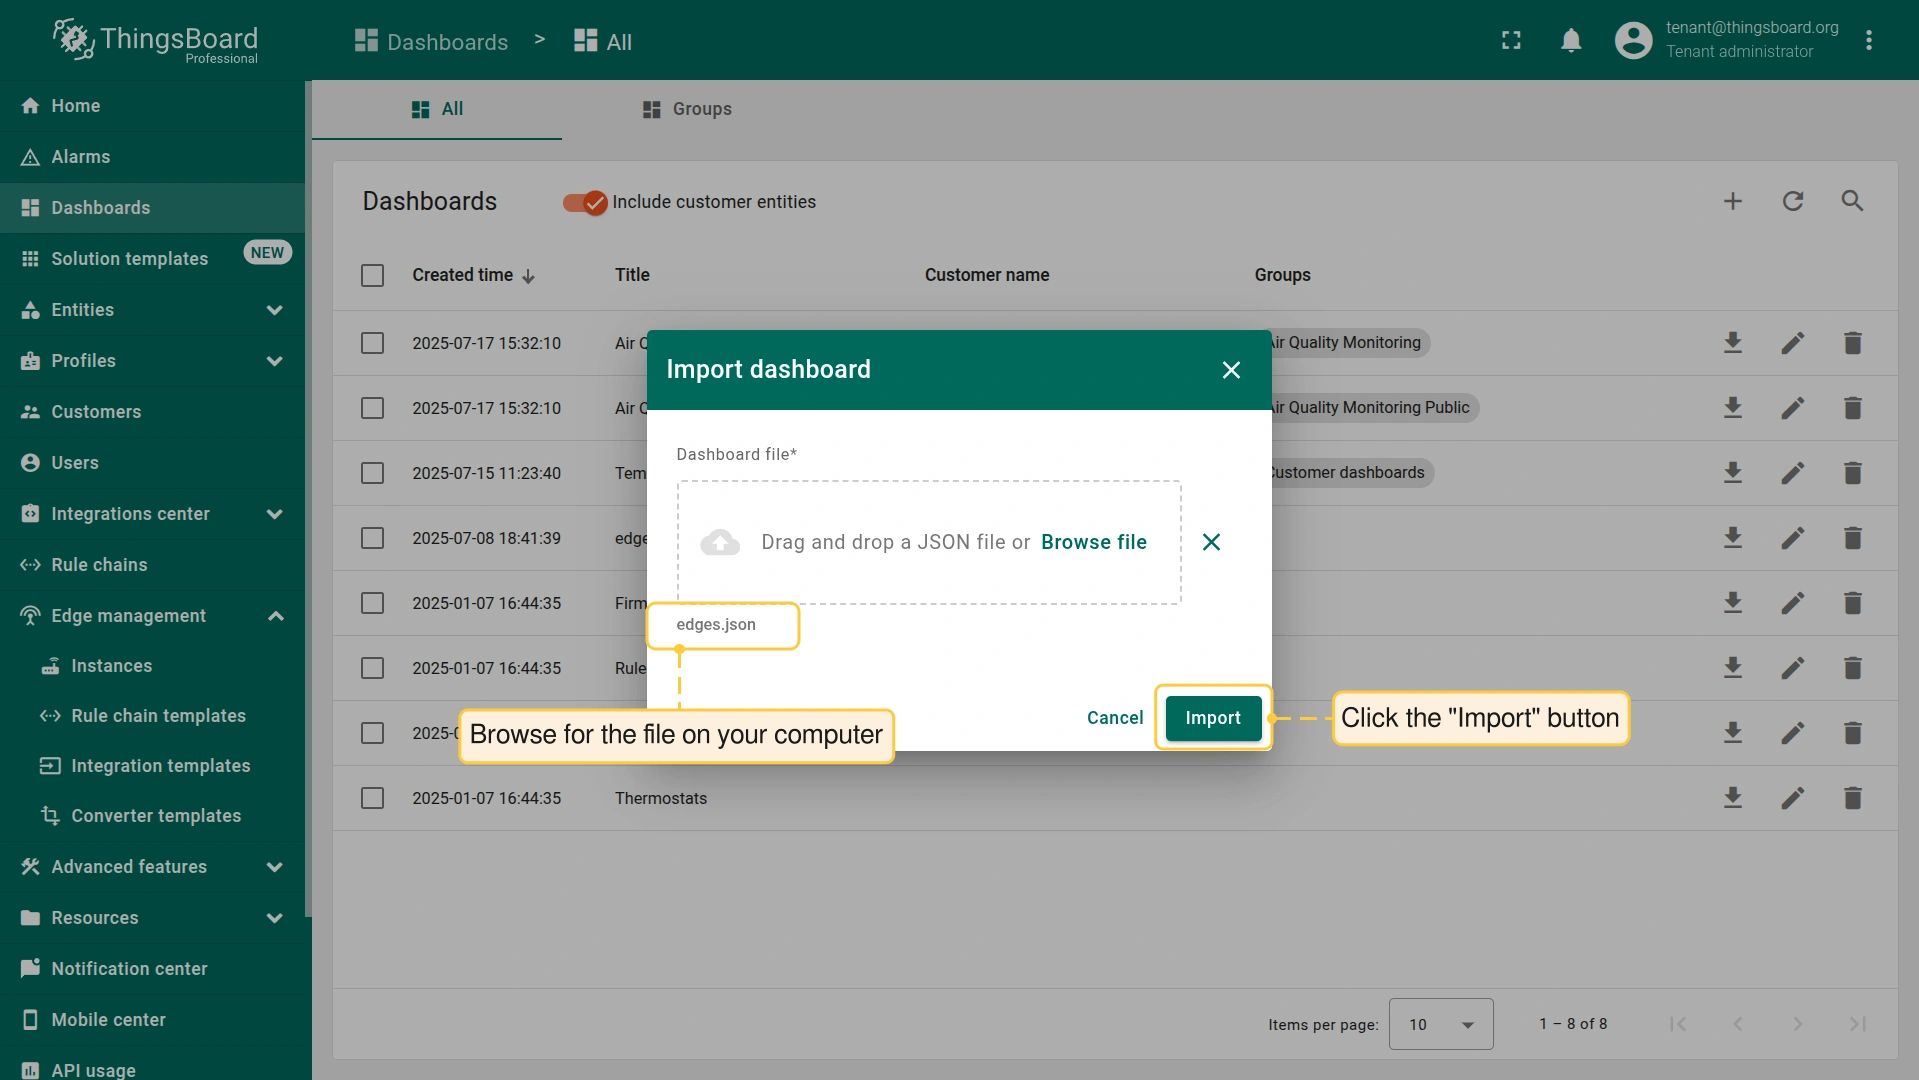 ThingsBoard
Professional
Dashboards > All
tenant@thingsboard.org
Tenant administrator
Home
Alarms
Dashboards
Solution templates NEW
Entities
Profiles
Customers
Users
Integrations center
Rule chains
Edge management
Instances
Rule chain templates
Integration templates
Converter templates
Advanced features
Resources
Notification center
Mobile center
API usage
All Groups
Dashboards Include customer entities
Created time Title Customer name Groups
2025-07-17 15:32:10 Air Quality Monitoring
2025-07-17 15:32:10 Air Quality Monitoring Public
2025-07-15 11:23:40 Tem Customer dashboards
2025-07-08 18:41:39 edge
2025-01-07 16:44:35 Firm
2025-01-07 16:44:35 Rule
2025-0
2025-01-07 16:44:35 Thermostats
Import dashboard
Dashboard file*
Drag and drop a JSON file or Browse file
edges.json
Cancel Import
Browse for the file on your computer
Click the "Import" button
Items per page: 10 1 – 8 of 8